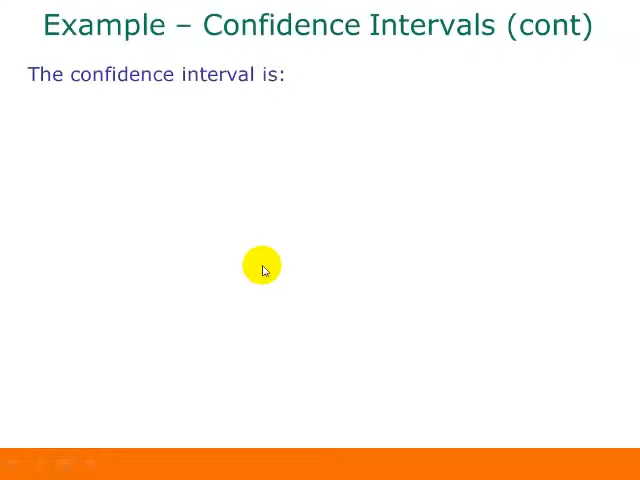 Example – Confidence Intervals (cont)
The confidence interval is: